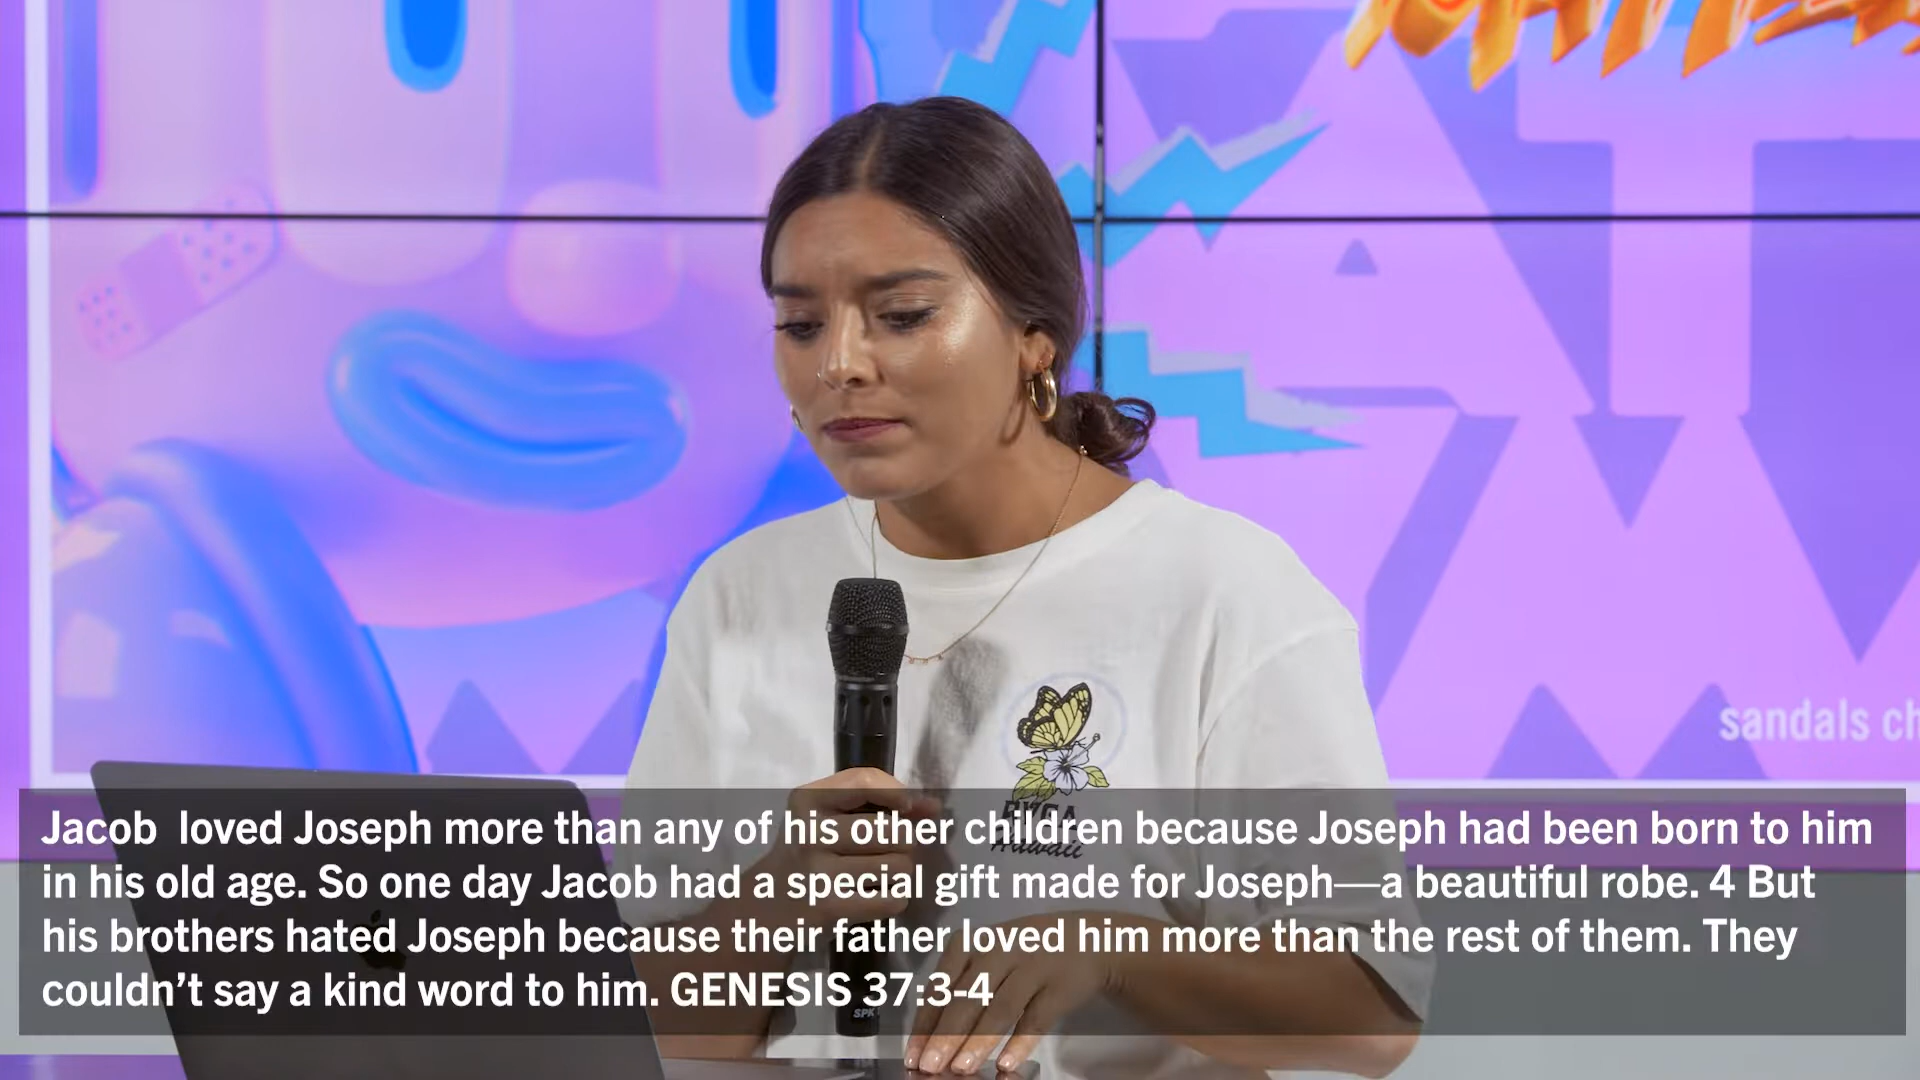 sandals ch
RVCA
Hawaii
Jacob  loved Joseph more than any of his other children because Joseph had been born to him
in his old age. So one day Jacob had a special gift made for Joseph—a beautiful robe. 4 But
his brothers hated Joseph because their father loved him more than the rest of them. They
couldn’t say a kind word to him. GENESIS 37:3-4
SPK